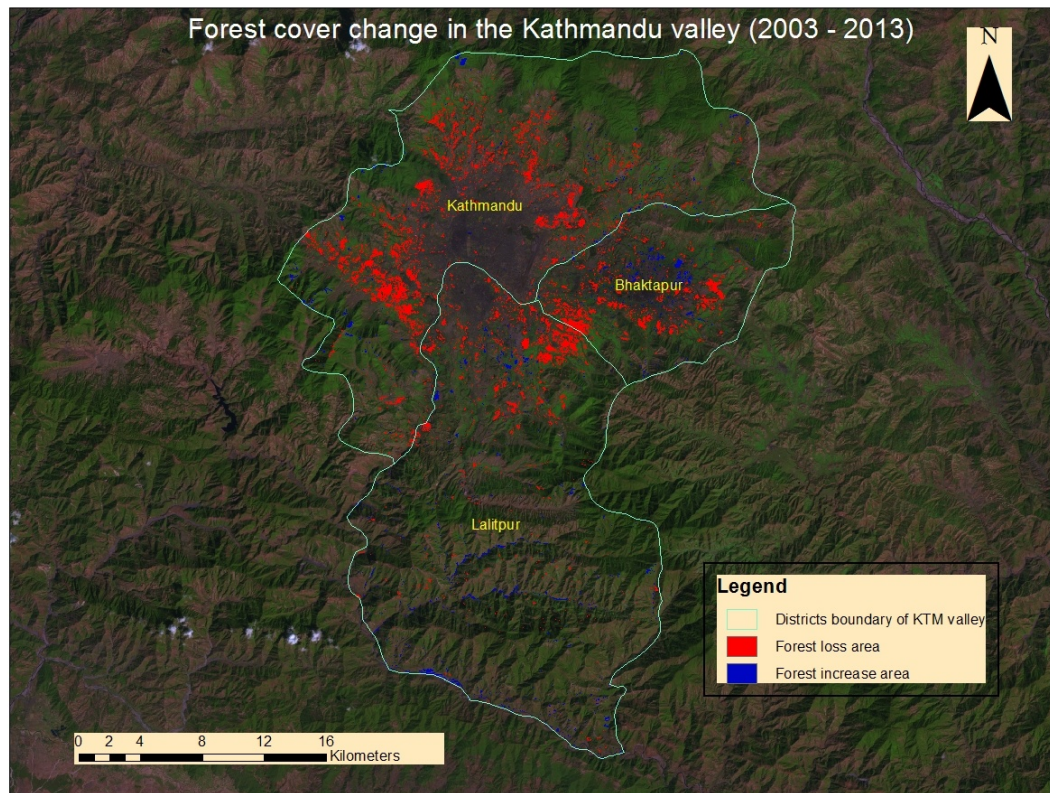 Forest cover change in the Kathmandu valley (2003 - 2013)
N
Kathmandu
Bhaktapur
Lalitpur
Legend
Districts boundary of KTM valley
Forest loss area
Forest increase area
0 2 4 8 12 16
Kilometers